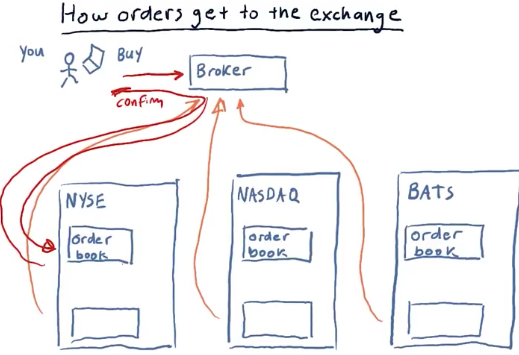 How orders get to the exchange
You
Buy
Broker
confirm
NYSE
NASDAQ
BATS
order
book
order
book
order
book